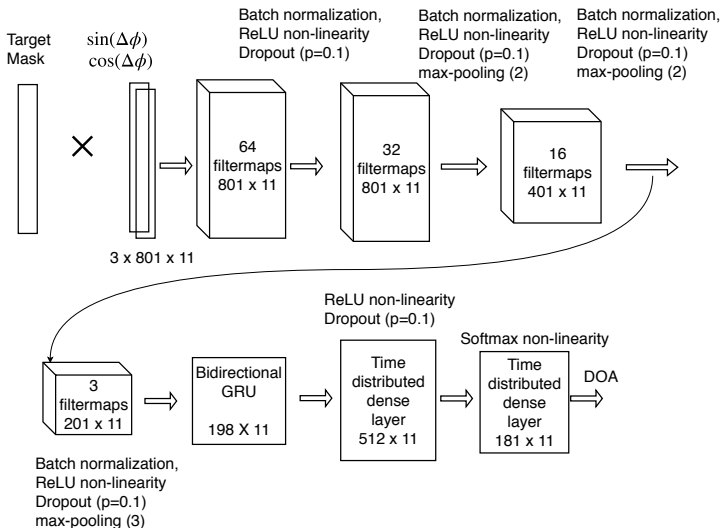 Target
Mask
sin(Δϕ)
cos(Δϕ)
×
3 x 801 x 11
64
filtermaps
801 x 11
Batch normalization,
ReLU non-linearity
Dropout (p=0.1)
32
filtermaps
801 x 11
Batch normalization,
ReLU non-linearity
Dropout (p=0.1)
max-pooling (2)
16
filtermaps
401 x 11
Batch normalization,
ReLU non-linearity
Dropout (p=0.1)
max-pooling (2)
3
filtermaps
201 x 11
Batch normalization,
ReLU non-linearity
Dropout (p=0.1)
max-pooling (3)
Bidirectional
GRU
198 X 11
ReLU non-linearity
Dropout (p=0.1)
Time
distributed
dense
layer
512 x 11
Softmax non-linearity
Time
distributed
dense
layer
181 x 11
DOA